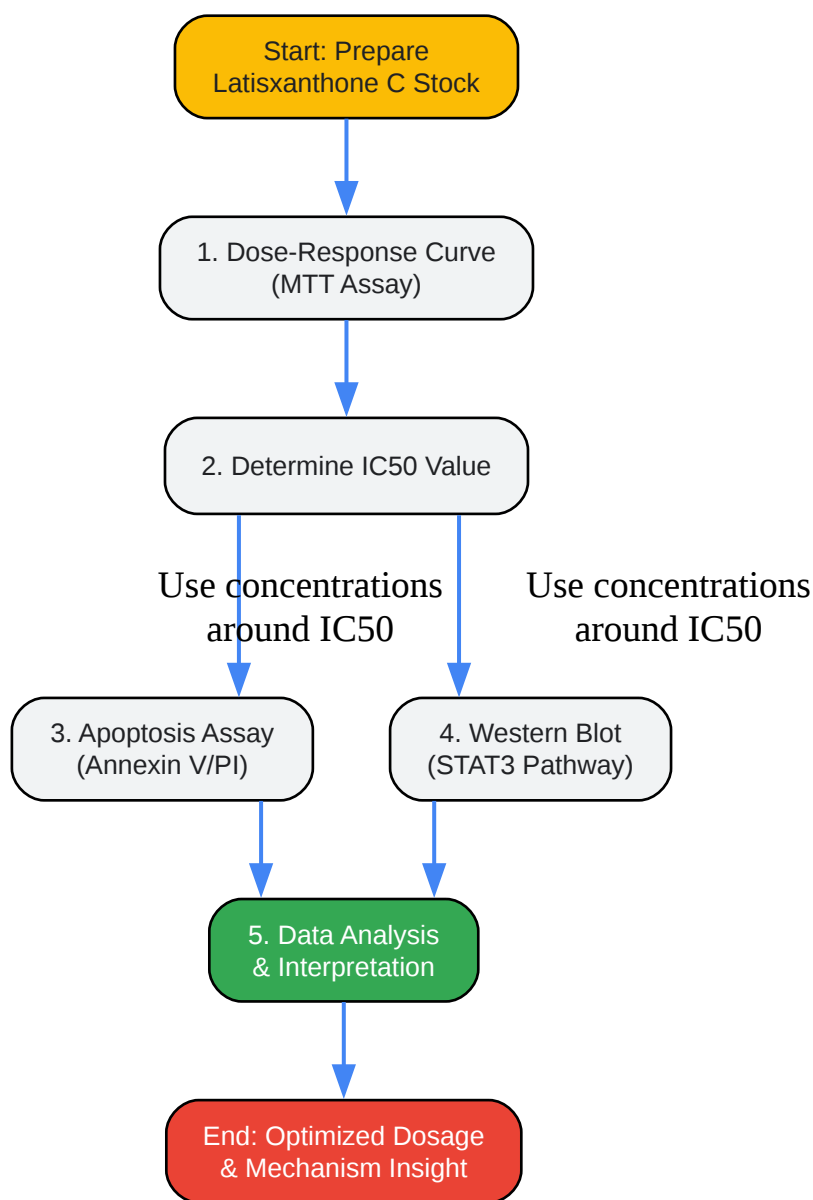 Start: Prepare
Latisxanthone C Stock
1. Dose-Response Curve
(MTT Assay)
2. Determine IC50 Value
Use concentrations
around IC50
Use concentrations
around IC50
3. Apoptosis Assay
(Annexin V/PI)
4. Western Blot
(STAT3 Pathway)
5. Data Analysis
& Interpretation
End: Optimized Dosage
& Mechanism Insight